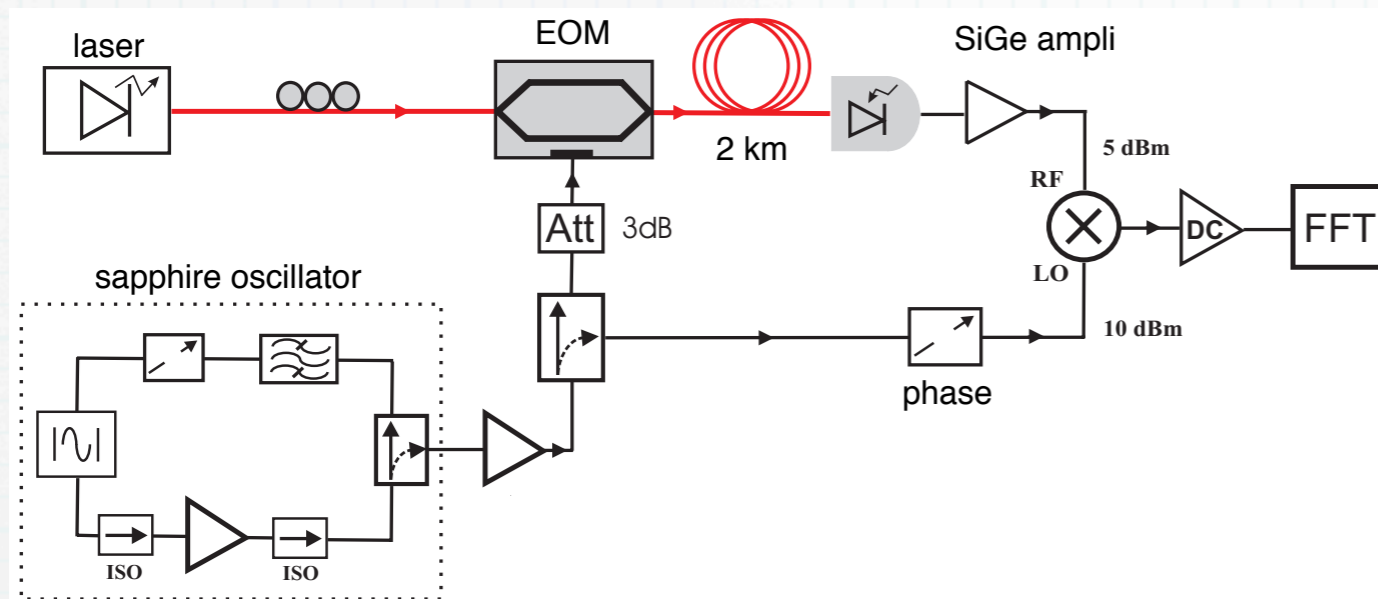 laser
EOM
SiGe ampli
2 km
5 dBm
RF
Att
3dB
DC
FFT
LO
sapphire oscillator
10 dBm
phase
ISO
ISO